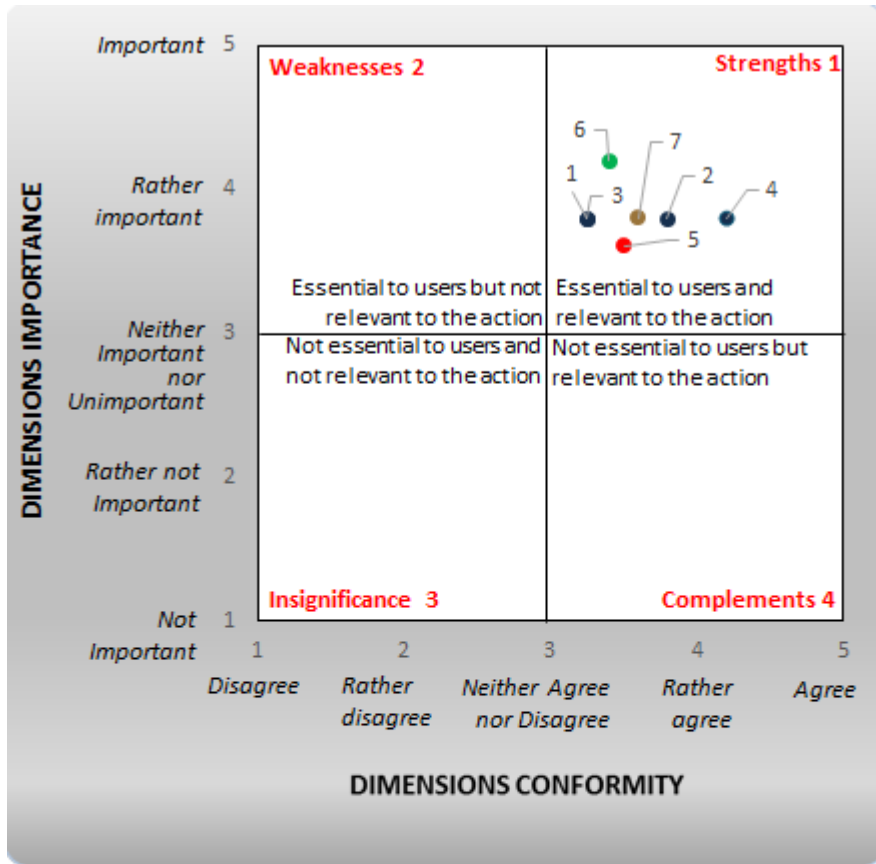 Important 5
Weaknesses 2
Strengths 1
6
7
1
3
2
4
5
Rather
important
4
Essential to users but not
relevant to the action
Essential to users and
relevant to the action
Neither
Important
nor
Unimportant
3
Not essential to users and
not relevant to the action
Not essential to users but
relevant to the action
Rather not
Important
2
Insignificance 3
Complements 4
Not
Important
1
1 2 3 4 5
Disagree
Rather
disagree
Neither Agree
nor Disagree
Rather
agree
Agree
DIMENSIONS IMPORTANCE
DIMENSIONS CONFORMITY